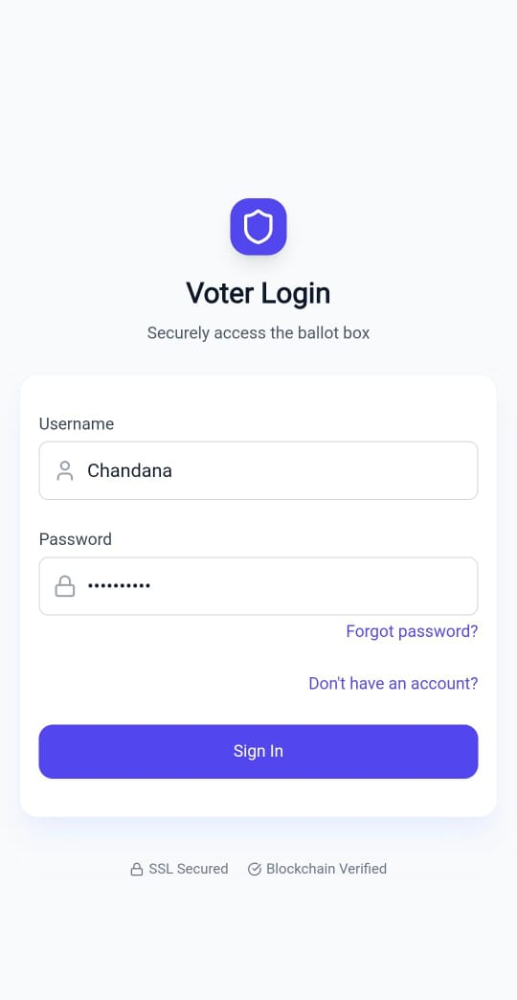 Voter Login
Securely access the ballot box
Username
Chandana
Password
••••••••••
Forgot password?
Don't have an account?
Sign In
SSL Secured Blockchain Verified